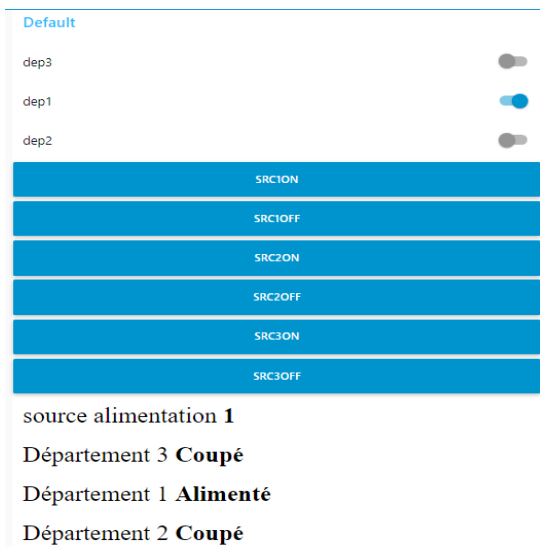 Default
dep3
dep1
dep2
SRC1ON
SRC1OFF
SRC2ON
SRC2OFF
SRC3ON
SRC3OFF
source alimentation 1
Département 3 Coupé
Département 1 Alimenté
Département 2 Coupé